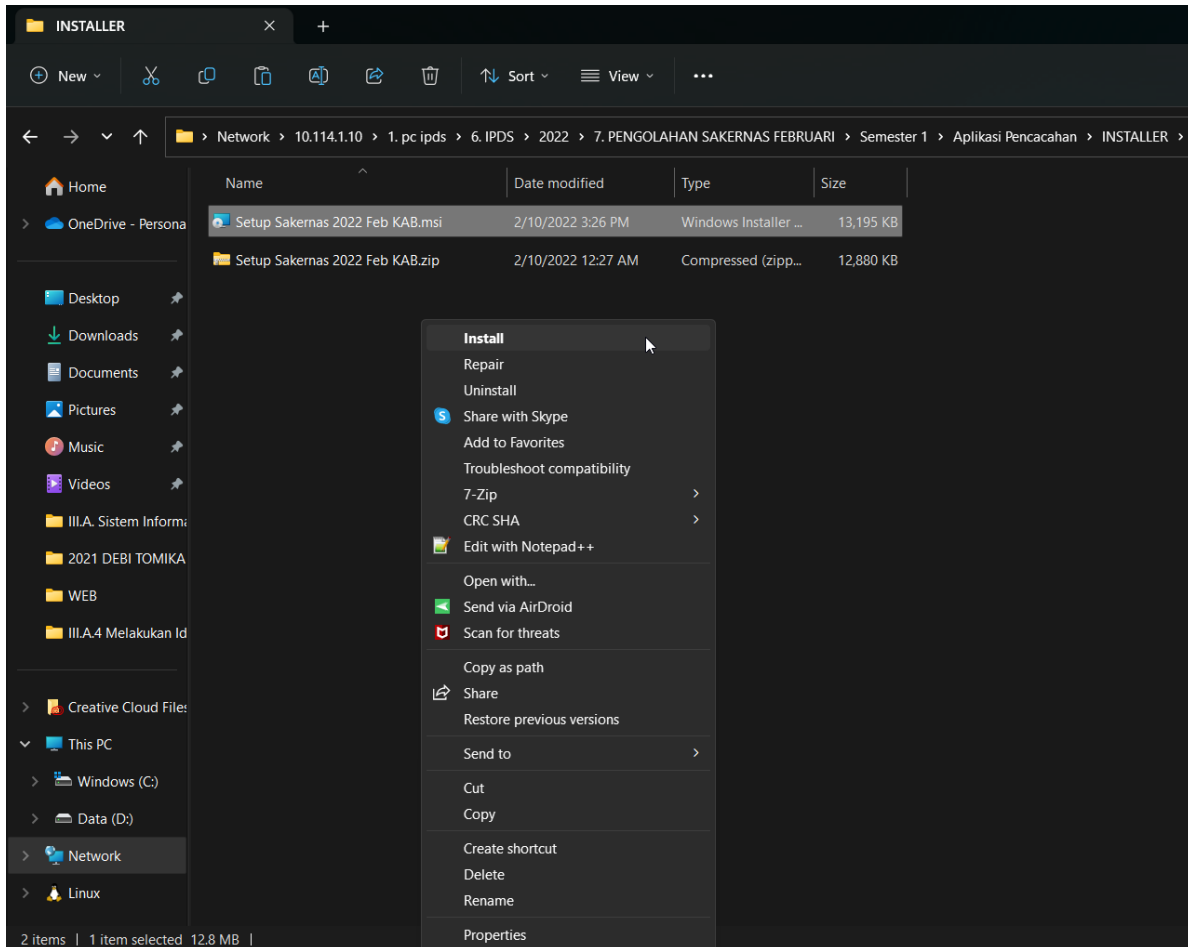 INSTALLER
New
Sort
View
Network > 10.114.1.10 > 1. pc ipds > 6. IPDS > 2022 > 7. PENGOLAHAN SAKERNAS FEBRUARI > Semester 1 > Aplikasi Pencacahan > INSTALLER >
Name Date modified Type Size
Setup Sakernas 2022 Feb KAB.msi 2/10/2022 3:26 PM Windows Installer ... 13,195 KB
Setup Sakernas 2022 Feb KAB.zip 2/10/2022 12:27 AM Compressed (zipp... 12,880 KB
Home
OneDrive - Persona
Desktop
Downloads
Documents
Pictures
Music
Videos
III.A. Sistem Informa
2021 DEBI TOMIKA
WEB
III.A.4 Melakukan Id
Creative Cloud Files
This PC
Windows (C:)
Data (D:)
Network
Linux
Install
Repair
Uninstall
Share with Skype
Add to Favorites
Troubleshoot compatibility
7-Zip
CRC SHA
Edit with Notepad++
Open with...
Send via AirDroid
Scan for threats
Copy as path
Share
Restore previous versions
Send to
Cut
Copy
Create shortcut
Delete
Rename
Properties
2 items | 1 item selected 12.8 MB |